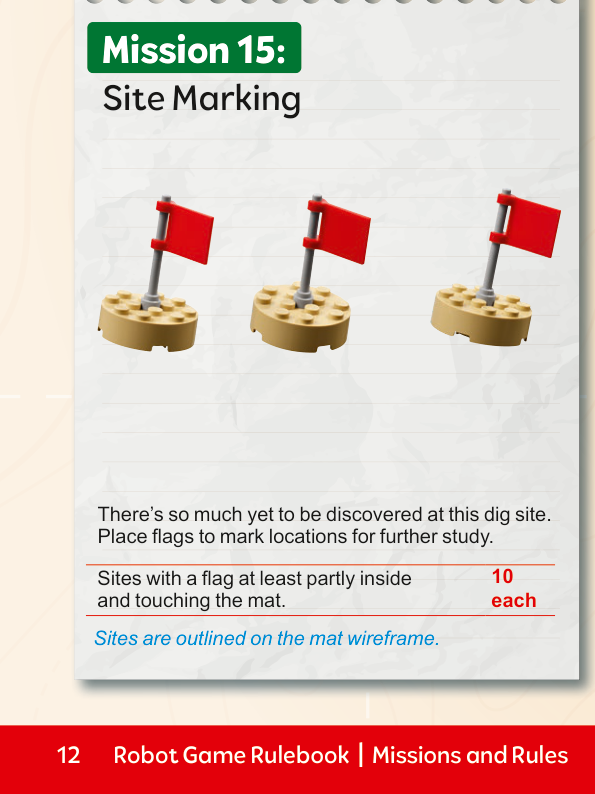 Mission 15:
Site Marking
There's so much yet to be discovered at this dig site.
Place flags to mark locations for further study.
Sites with a flag at least partly inside
and touching the mat.
10
each
Sites are outlined on the mat wireframe.
12 Robot Game Rulebook | Missions and Rules